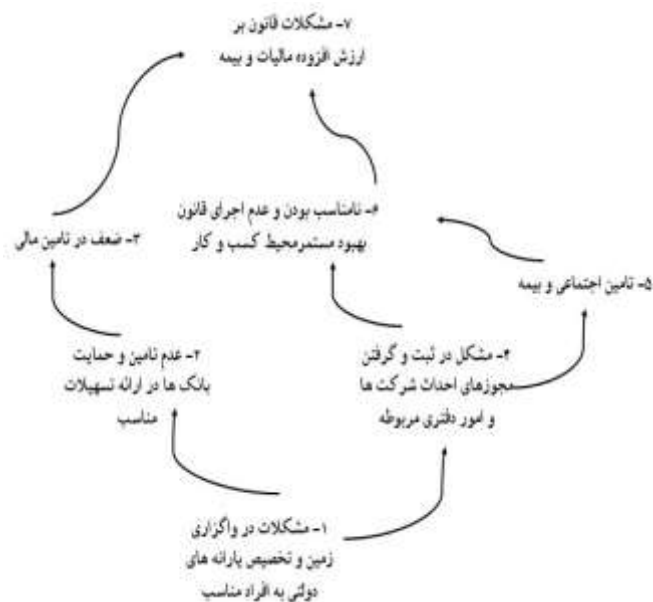 ۷- مشکلات قانون بر
ارزش افزوده مالیات و بیمه
۶- نامناسب بودن و عدم اجرای قانون
بهبود مستمرمحیط کسب و کار
۳- ضعف در تامین مالی
۵- تامین اجتماعی و بیمه
۲- عدم تامین و حمایت
بانک ها در ارائه تسهیلات
مناسب
۴- مشکل در ثبت و گرفتن
مجوزهای احداث شرکت ها
و امور دفتری مربوطه
۱- مشکلات در واگزاری
زمین و تخصیص یارانه های
دولتی به افراد مناسب